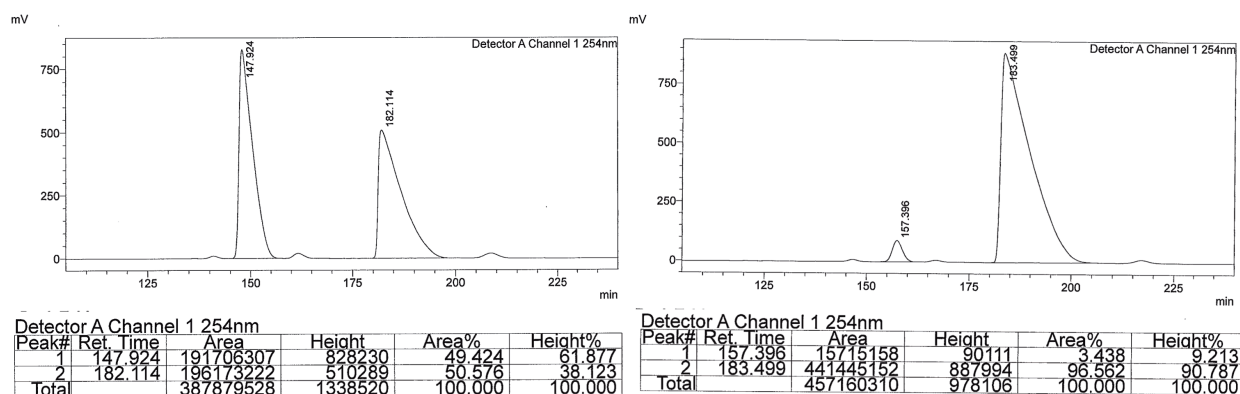 mV
Detector A Channel 1 254nm
147.924
182.114
750
500
250
0
125
150
175
200
225
min
Detector A Channel 1 254nm
Peak# Ret. Time Area Height Area% Height%
1 147.924 191706307 828230 49.424 61.877
2 182.114 196173222 510289 50.576 38.123
Total 387879528 1338520 100.000 100.000
mV
Detector A Channel 1 254nm
183.499
157.396
750
500
250
0
125
150
175
200
225
min
Detector A Channel 1 254nm
Peak# Ret. Time Area Height Area% Height%
1 157.396 15715158 90111 3.438 9.213
2 183.499 441445152 887994 96.562 90.787
Total 457160310 978106 100.000 100.000